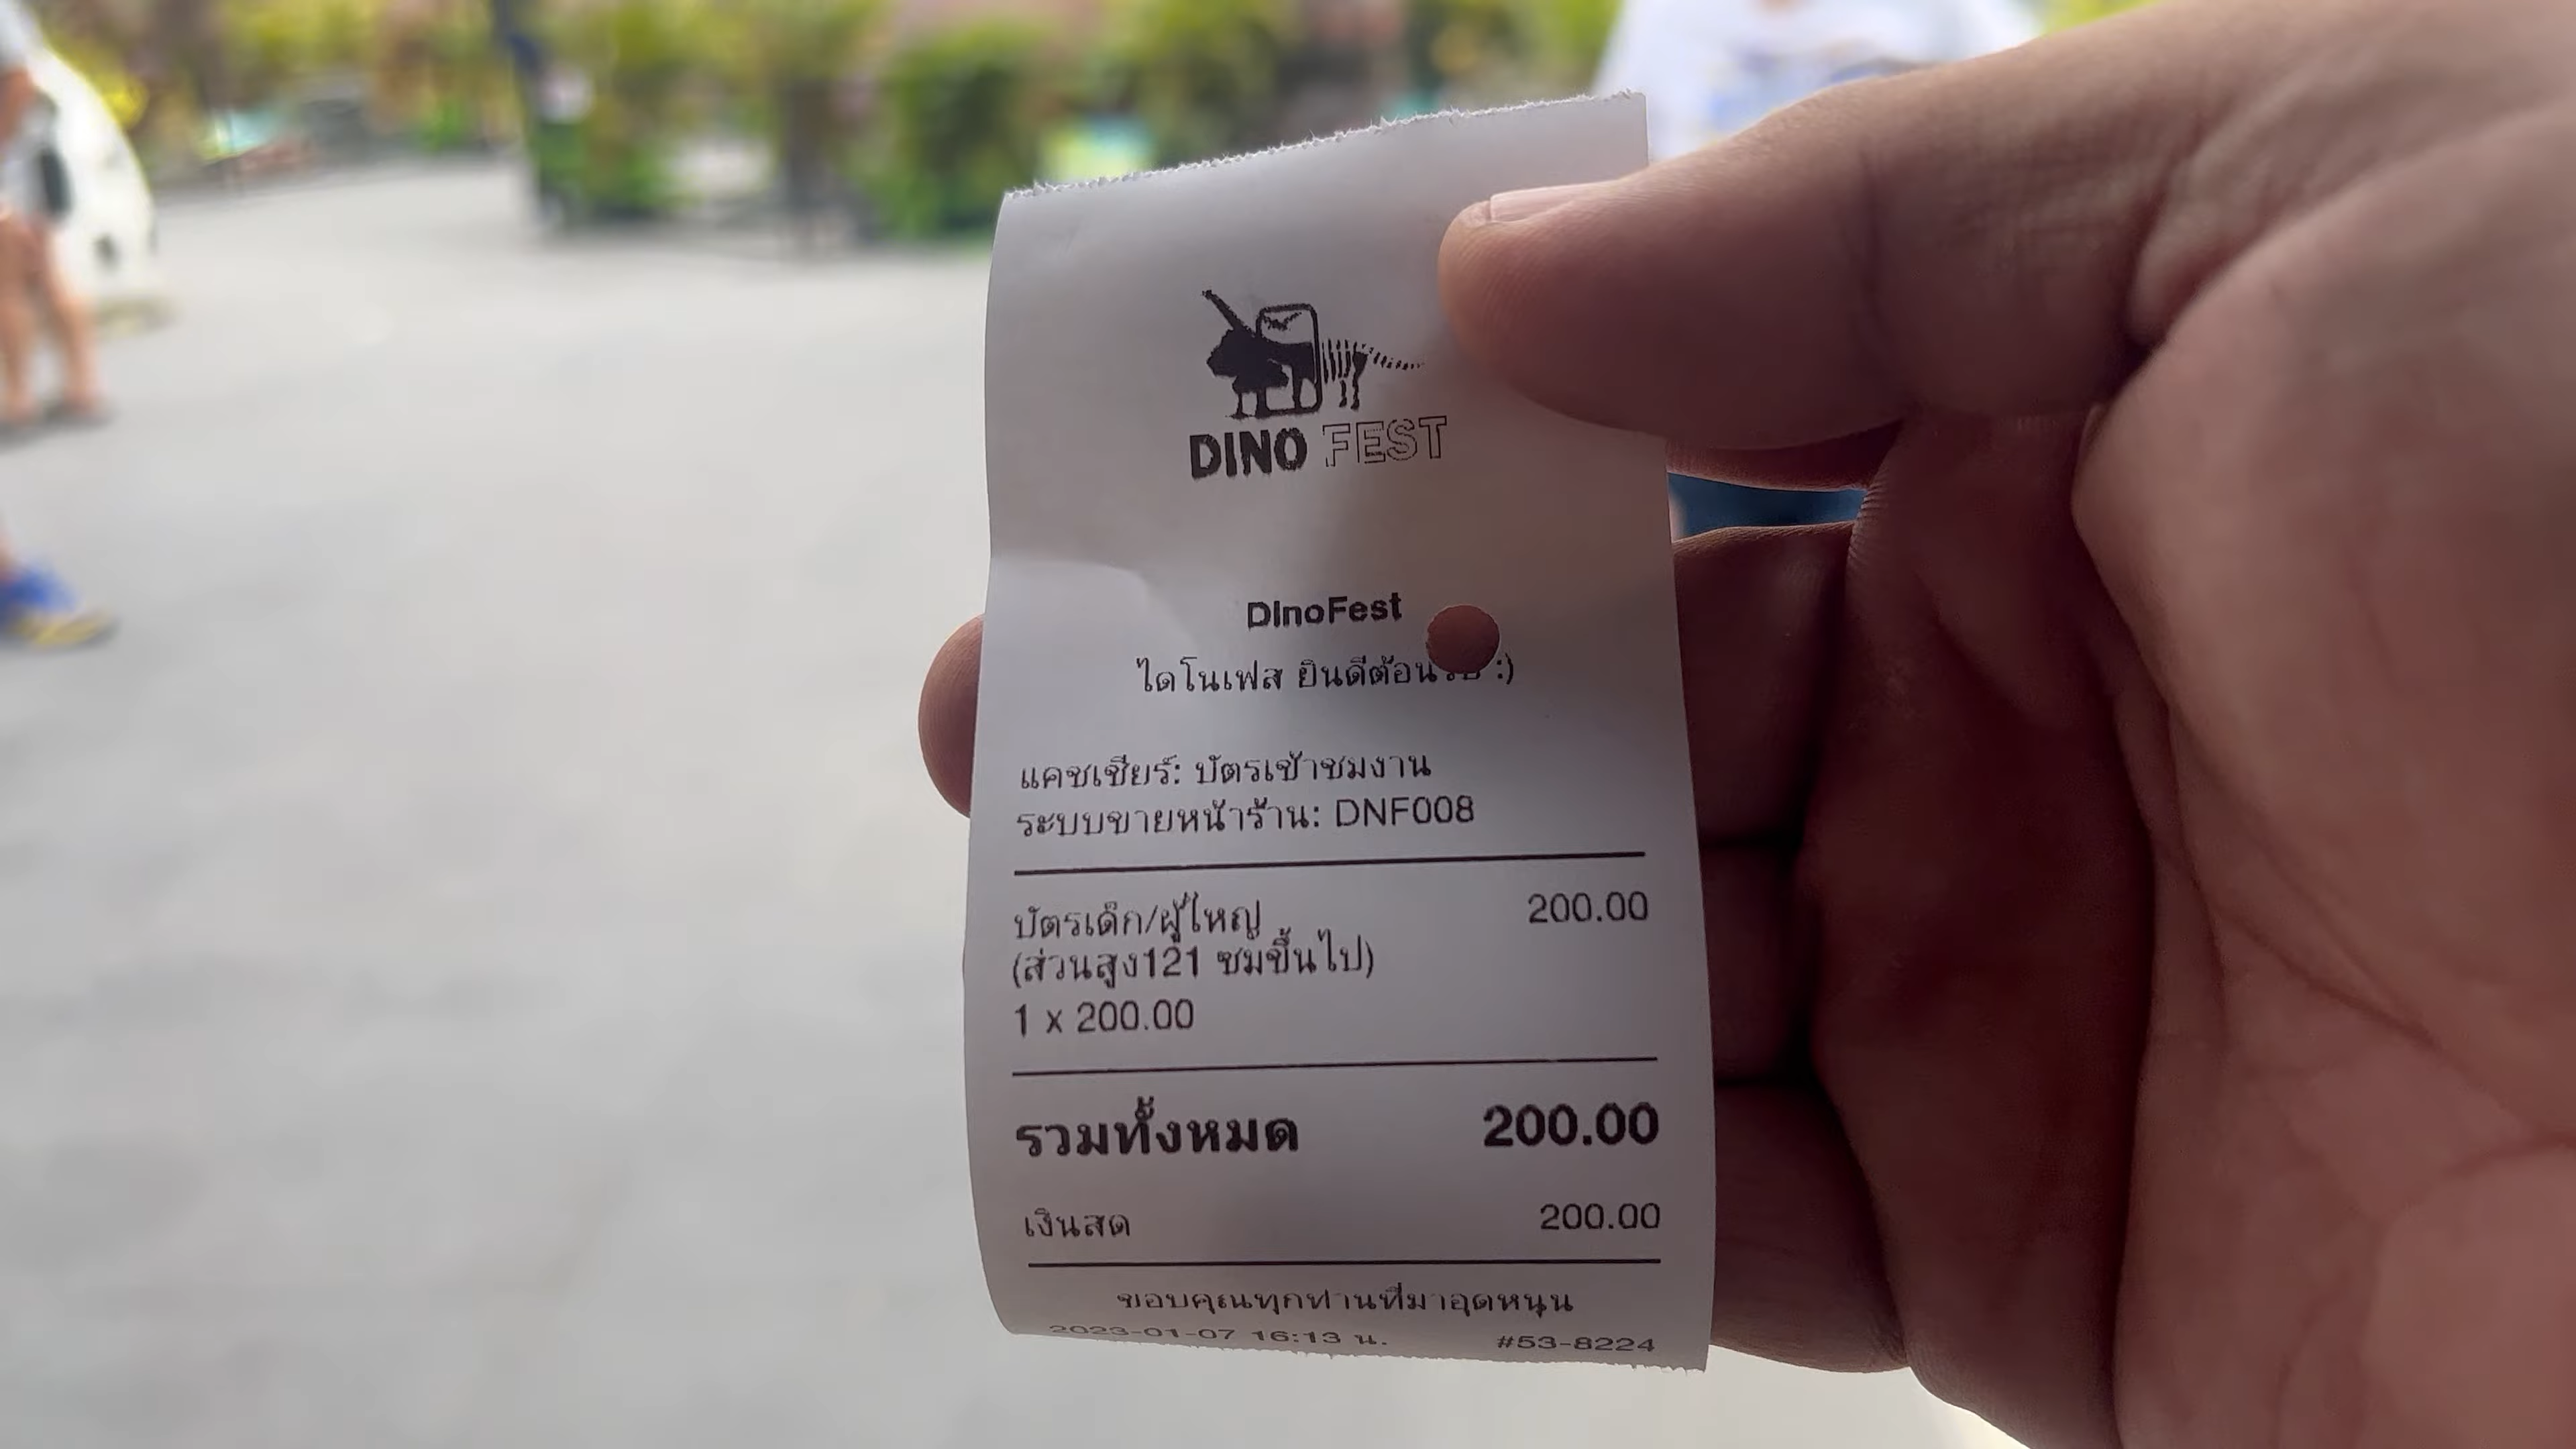 DINO FEST
DinoFest
ไดโนเฟส ยินดีต้อน :)
แคชเชียร์: บัตรเข้าชมงาน
ระบบขายหน้าร้าน: DNF008
บัตรเด็ก/ผู้ใหญ่ 200.00
(ส่วนสูง121 ซมขึ้นไป)
1 x 200.00
รวมทั้งหมด 200.00
เงินสด 200.00
ขอบคุณทุกท่านที่มาอุดหนุน
2023-01-07 16:13 น. #53-8224